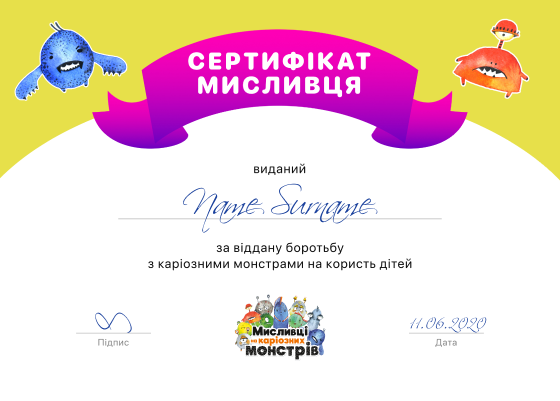 СЕРТИФІКАТ
МИСЛИВЦЯ
виданий
Name Surname
за віддану боротьбу
з каріозними монстрами на користь дітей
Мисливці
на каріозних
МОНСТРІВ
11.06.2020
Підпис
Дата